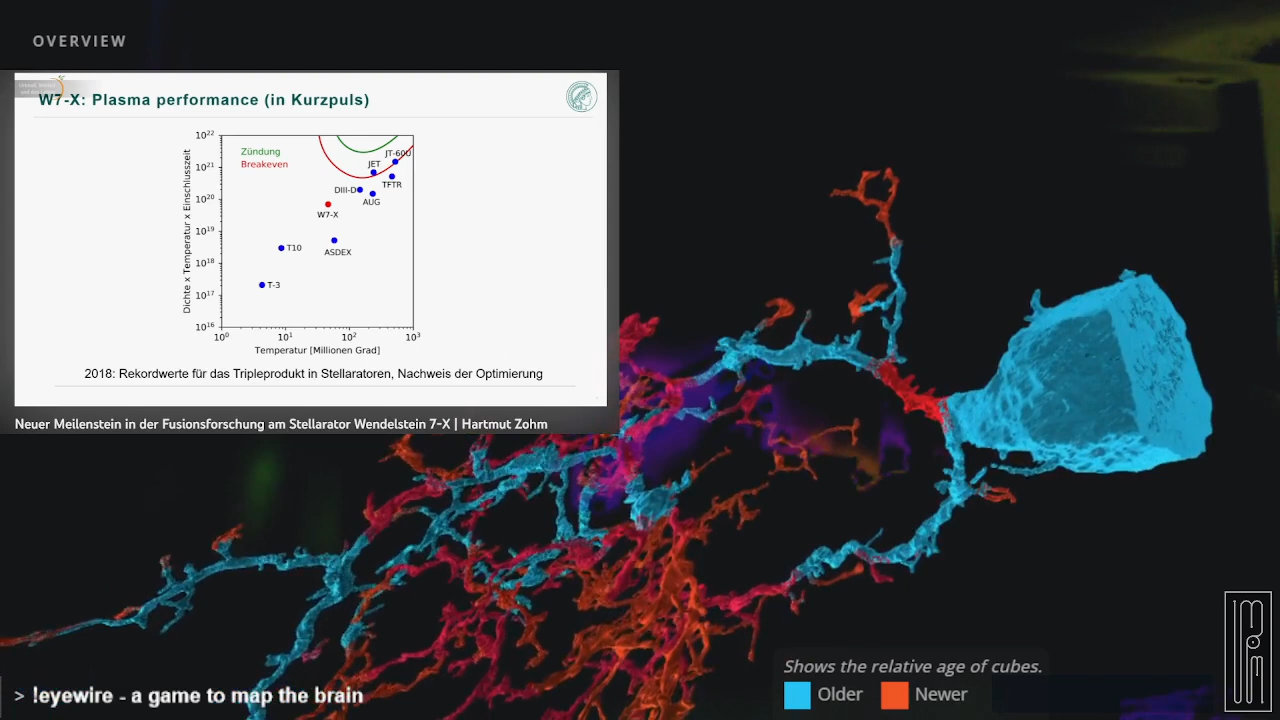 OVERVIEW
W7-X: Plasma performance (in Kurzpuls)
10²²
10²¹
10²⁰
10¹⁹
10¹⁸
10¹⁷
10¹⁶
Dichte x Temperatur x Einschlusszeit
Zündung
Breakeven
JT-60U
JET
TFTR
DIII-D
AUG
W7-X
T10
ASDEX
T-3
10⁰ 10¹ 10² 10³
Temperatur [Millionen Grad]
2018: Rekordwerte für das Tripleprodukt in Stellaratoren, Nachweis der Optimierung
Neuer Meilenstein in der Fusionsforschung am Stellarator Wendelstein 7-X | Hartmut Zohm
Shows the relative age of cubes.
Older Newer
> !eyewire - a game to map the brain